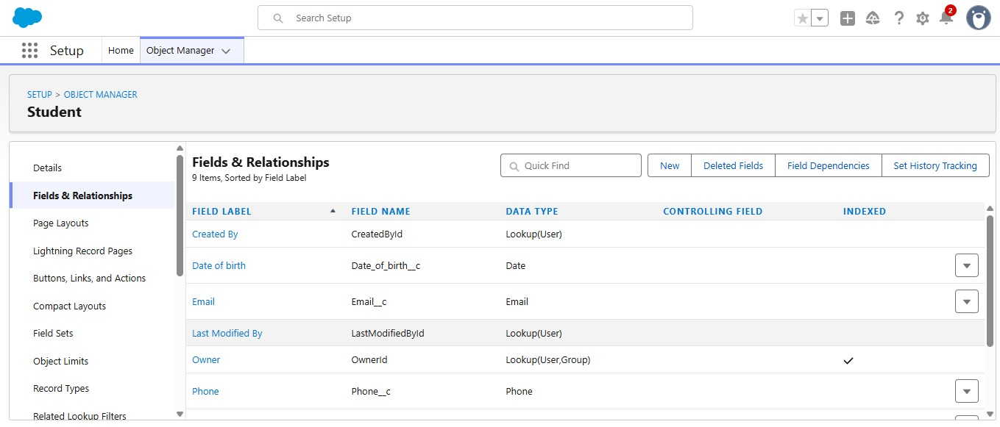 Search Setup
2
Setup
Home
Object Manager
SETUP > OBJECT MANAGER
Student
Details
Fields & Relationships
Page Layouts
Lightning Record Pages
Buttons, Links, and Actions
Compact Layouts
Field Sets
Object Limits
Record Types
Related Lookup Filters
Fields & Relationships
9 Items, Sorted by Field Label
Quick Find
New
Deleted Fields
Field Dependencies
Set History Tracking
FIELD LABEL FIELD NAME DATA TYPE CONTROLLING FIELD INDEXED
Created By CreatedById Lookup(User)
Date of birth Date_of_birth__c Date
Email Email__c Email
Last Modified By LastModifiedById Lookup(User)
Owner OwnerId Lookup(User,Group)
Phone Phone__c Phone